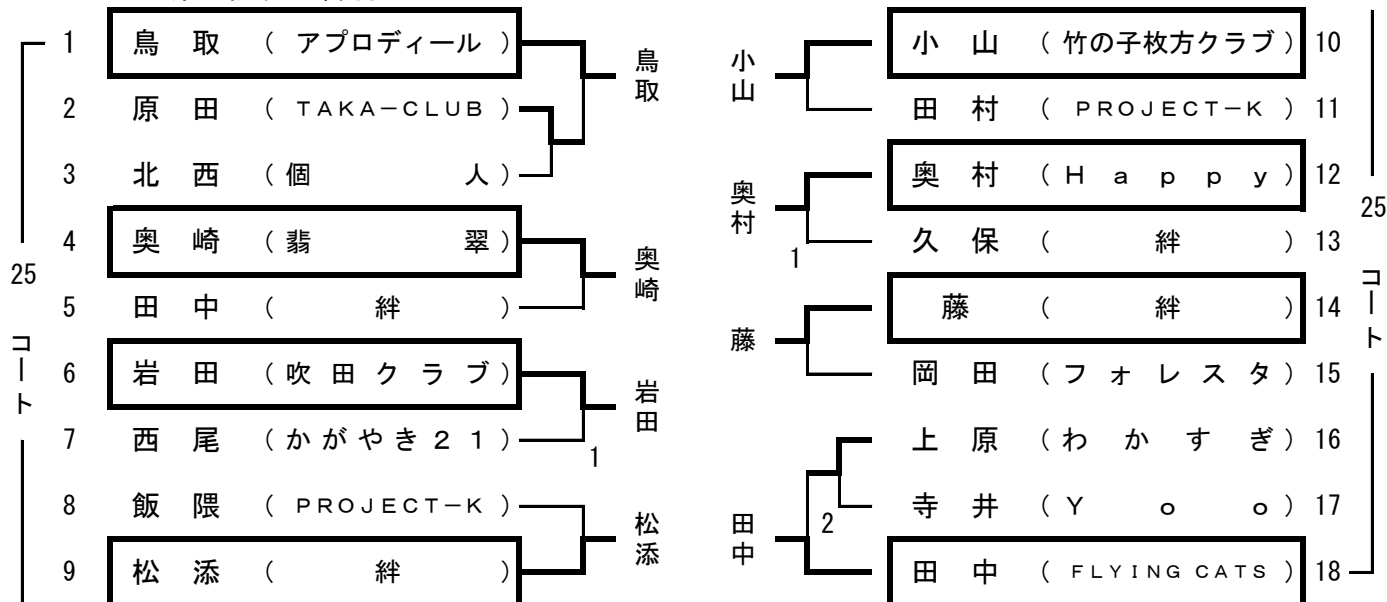 1 鳥取 (アプロディール)
2 原田 (TAKA-CLUB)
3 北西 (個人)
4 奥崎 (翡翠)
5 田中 (絆)
6 岩田 (吹田クラブ)
7 西尾 (かがやき21)
8 飯隈 (PROJECT-K)
9 松添 (絆)
25
コート
鳥取
奥崎
岩田
1
松添
小山
奥村
1
藤
田中
2
小山 (竹の子枚方クラブ) 10
田村 (PROJECT-K) 11
奥村 (Happy) 12
久保 (絆) 13
藤 (絆) 14
岡田 (フォレスタ) 15
上原 (わかすぎ) 16
寺井 (Yoo) 17
田中 (FLYING CATS) 18
25
コート